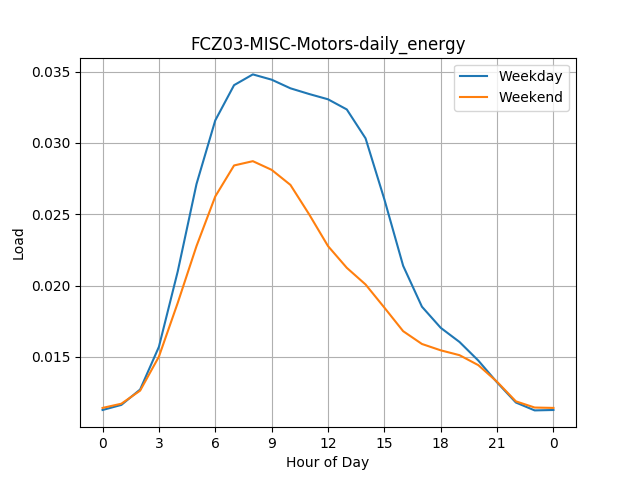 FCZ03-MISC-Motors-daily_energy
Weekday
Weekend
0.035
0.030
0.025
0.020
0.015
Load
0 3 6 9 12 15 18 21 0
Hour of Day